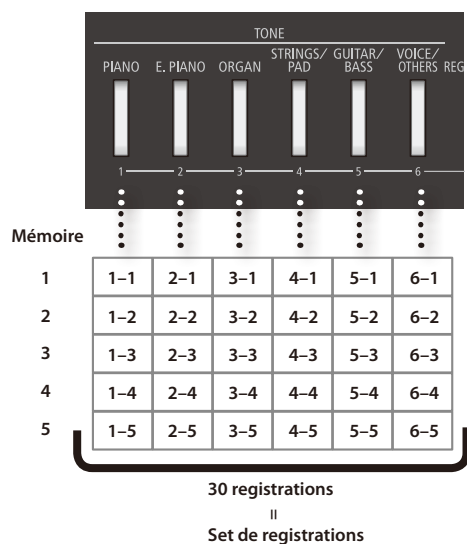 TONE
PIANO E. PIANO ORGAN STRINGS/ PAD GUITAR/ BASS VOICE/ OTHERS REG
1 2 3 4 5 6
Mémoire
1 1–1 2–1 3–1 4–1 5–1 6–1
2 1–2 2–2 3–2 4–2 5–2 6–2
3 1–3 2–3 3–3 4–3 5–3 6–3
4 1–4 2–4 3–4 4–4 5–4 6–4
5 1–5 2–5 3–5 4–5 5–5 6–5
30 registrations
=
Set de registrations